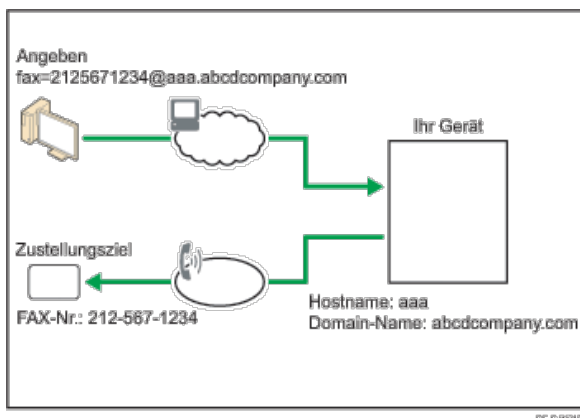 Angeben
fax=2125671234@aaa.abcdcompany.com
Ihr Gerät
Zustellungsziel
FAX-Nr.: 212-567-1234
Hostname: aaa
Domain-Name: abcdcompany.com